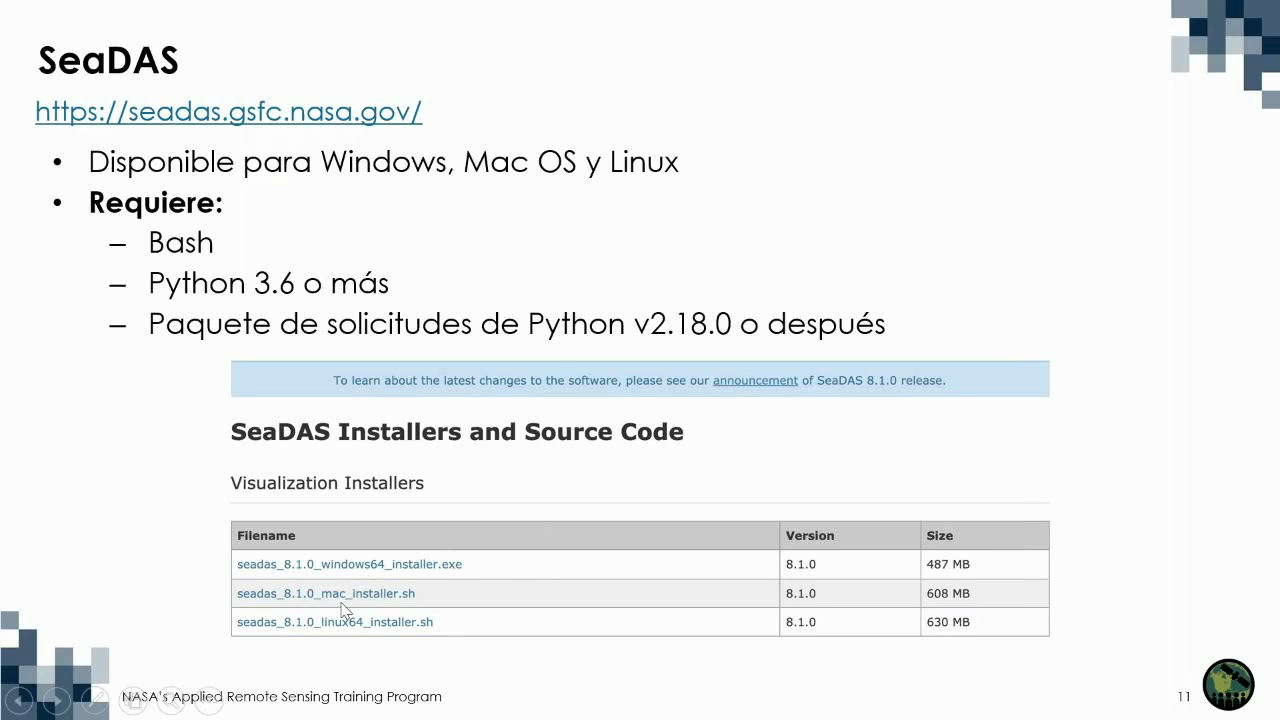 SeaDAS
https://seadas.gsfc.nasa.gov/
• Disponible para Windows, Mac OS y Linux
• Requiere:
– Bash
– Python 3.6 o más
– Paquete de solicitudes de Python v2.18.0 o después
To learn about the latest changes to the software, please see our announcement of SeaDAS 8.1.0 release.
SeaDAS Installers and Source Code
Visualization Installers
Filename Version Size
seadas_8.1.0_windows64_installer.exe 8.1.0 487 MB
seadas_8.1.0_mac_installer.sh 8.1.0 608 MB
seadas_8.1.0_linux64_installer.sh 8.1.0 630 MB
NASA's Applied Remote Sensing Training Program 11